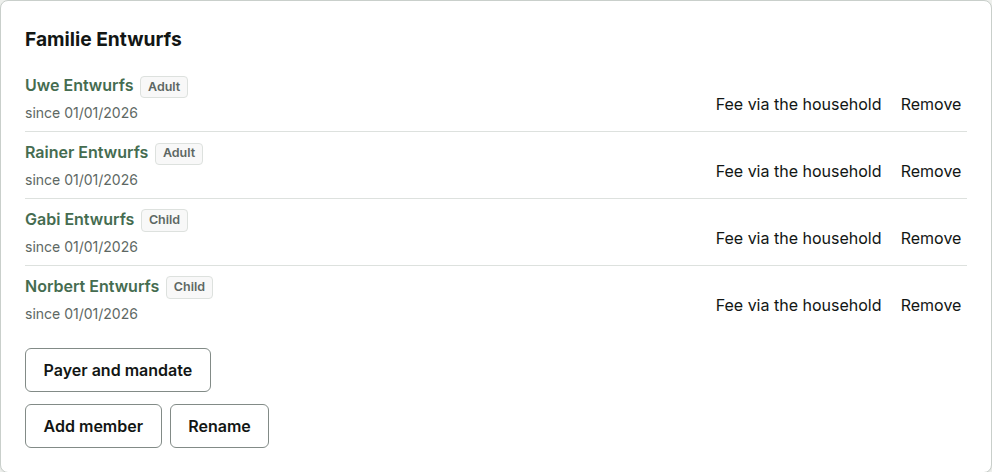 Familie Entwurfs
Uwe Entwurfs Adult
since 01/01/2026
Fee via the household Remove
Rainer Entwurfs Adult
since 01/01/2026
Fee via the household Remove
Gabi Entwurfs Child
since 01/01/2026
Fee via the household Remove
Norbert Entwurfs Child
since 01/01/2026
Fee via the household Remove
Payer and mandate
Add member Rename